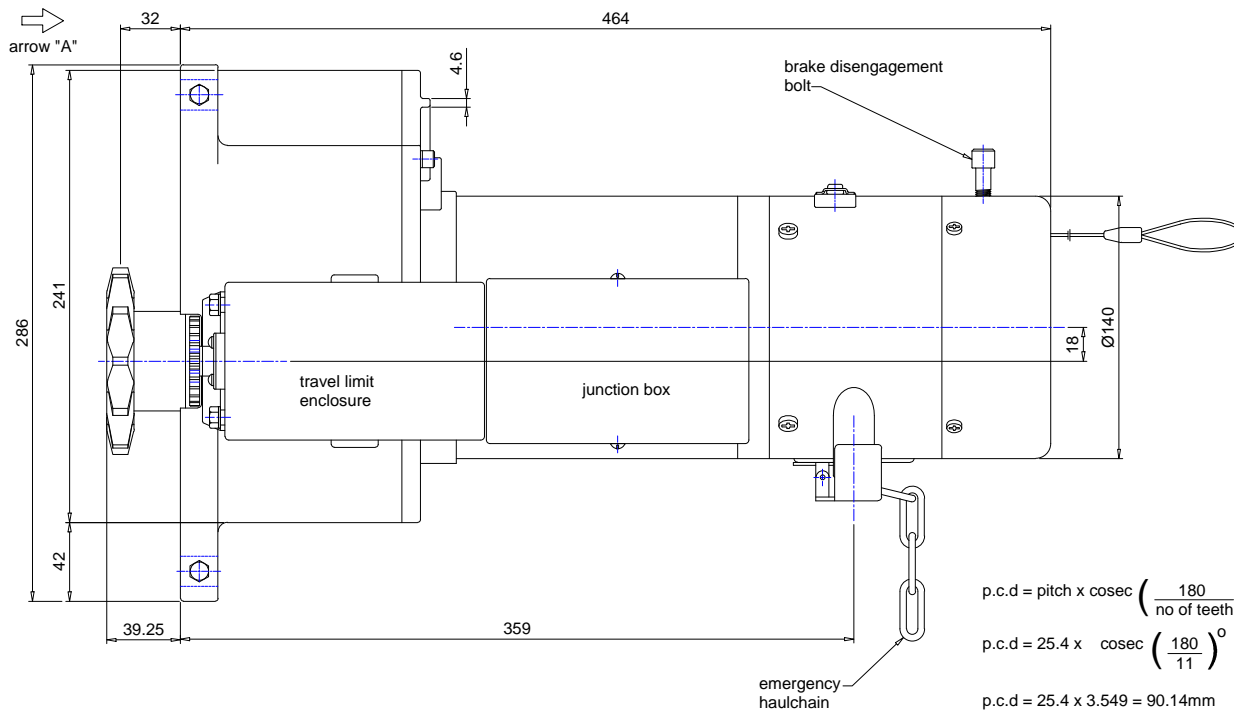 32
464
arrow "A"
4.6
brake disengagement
bolt
286
241
travel limit
enclosure
junction box
18
Ø140
42
39.25
359
emergency
haulchain
p.c.d = pitch x cosec ( 180
no of teeth
p.c.d = 25.4 x cosec ( 180
11 ) o
p.c.d = 25.4 x 3.549 = 90.14mm